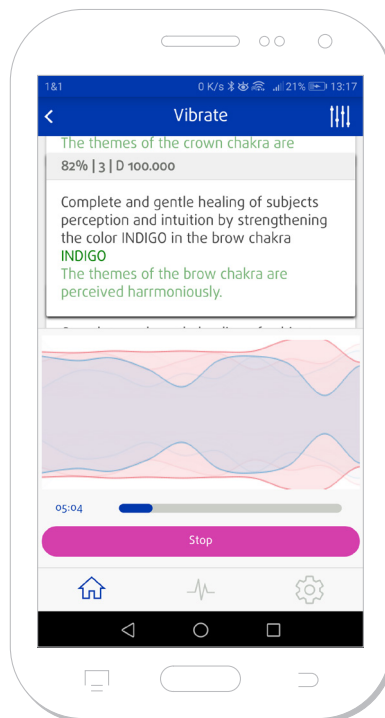 1&1 0 K/s 21% 13:17
Vibrate
The themes of the crown chakra are
82% | 3 | D 100.000
Complete and gentle healing of subjects
perception and intuition by strengthening
the color INDIGO in the brow chakra
INDIGO
The themes of the brow chakra are
perceived harrmoniously.
05:04
Stop